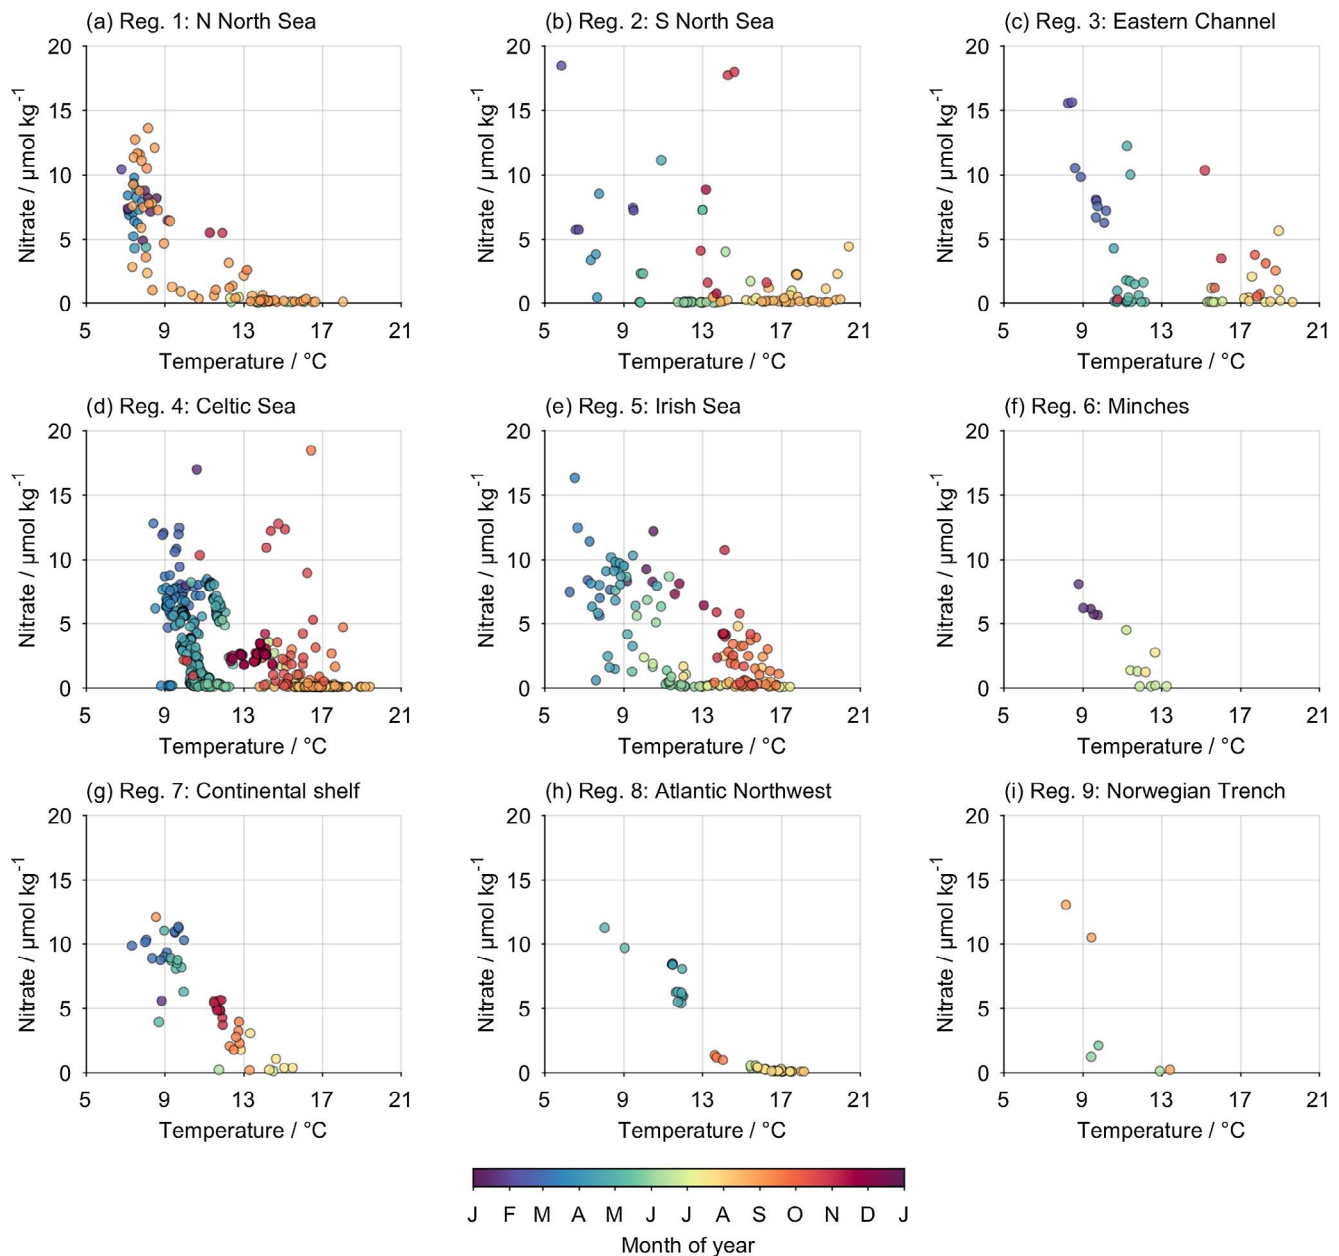 (a) Reg. 1: N North Sea
20
15
10
5
0
Nitrate / µmol kg⁻¹
5 9 13 17 21
Temperature / °C
(b) Reg. 2: S North Sea
20
15
10
5
0
Nitrate / µmol kg⁻¹
5 9 13 17 21
Temperature / °C
(c) Reg. 3: Eastern Channel
20
15
10
5
0
Nitrate / µmol kg⁻¹
5 9 13 17 21
Temperature / °C
(d) Reg. 4: Celtic Sea
20
15
10
5
0
Nitrate / µmol kg⁻¹
5 9 13 17 21
Temperature / °C
(e) Reg. 5: Irish Sea
20
15
10
5
0
Nitrate / µmol kg⁻¹
5 9 13 17 21
Temperature / °C
(f) Reg. 6: Minches
20
15
10
5
0
Nitrate / µmol kg⁻¹
5 9 13 17 21
Temperature / °C
(g) Reg. 7: Continental shelf
20
15
10
5
0
Nitrate / µmol kg⁻¹
5 9 13 17 21
Temperature / °C
(h) Reg. 8: Atlantic Northwest
20
15
10
5
0
Nitrate / µmol kg⁻¹
5 9 13 17 21
Temperature / °C
(i) Reg. 9: Norwegian Trench
20
15
10
5
0
Nitrate / µmol kg⁻¹
5 9 13 17 21
Temperature / °C
J F M A M J J A S O N D J
Month of year